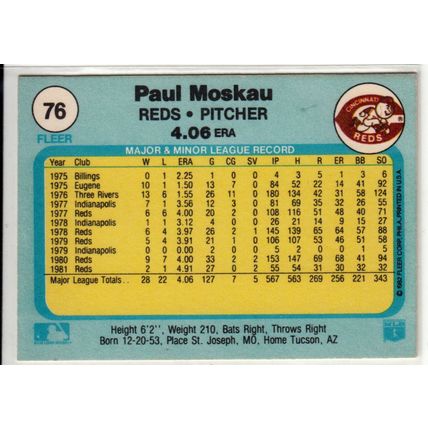 76
FLEER
Paul Moskau
REDS • PITCHER
4.06 ERA
CINCINNATI
REDS
MAJOR & MINOR LEAGUE RECORD
Year Club W L ERA G CG SV IP H R ER BB SO
1975 Billings 0 1 2.25 1 0 0 4 3 5 1 3 6
1975 Eugene 10 1 1.50 13 7 0 84 52 22 14 41 92
1976 Three Rivers 13 6 1.55 26 11 0 180 134 42 31 58 124
1977 Indianapolis 8 1 3.96 11 7 0 77 69 35 32 26 55
1977 Reds 6 6 4.00 20 2 0 108 116 51 48 40 71
1978 Indianapolis 2 1 4.50 4 1 0 26 21 14 9 15 27
1978 Reds 6 4 3.97 26 2 1 145 139 65 64 57 88
1979 Reds 5 4 3.91 21 1 0 106 107 53 46 51 58
1979 Indianapolis 0 0 0.00 2 0 0 5 2 0 0 1 5
1980 Reds 9 7 4.00 33 2 2 153 147 69 68 41 94
1981 Reds 2 1 4.91 27 0 2 55 54 31 30 32 32
Major League Totals.. 28 22 4.06 127 7 5 567 563 269 256 221 343
© 1982 FLEER CORP. PHILA. PRINTED IN U.S.A.
Height 6'2'', Weight 210, Bats Right, Throws Right
Born 12-20-53, Place St. Joseph, MO, Home Tucson, AZ